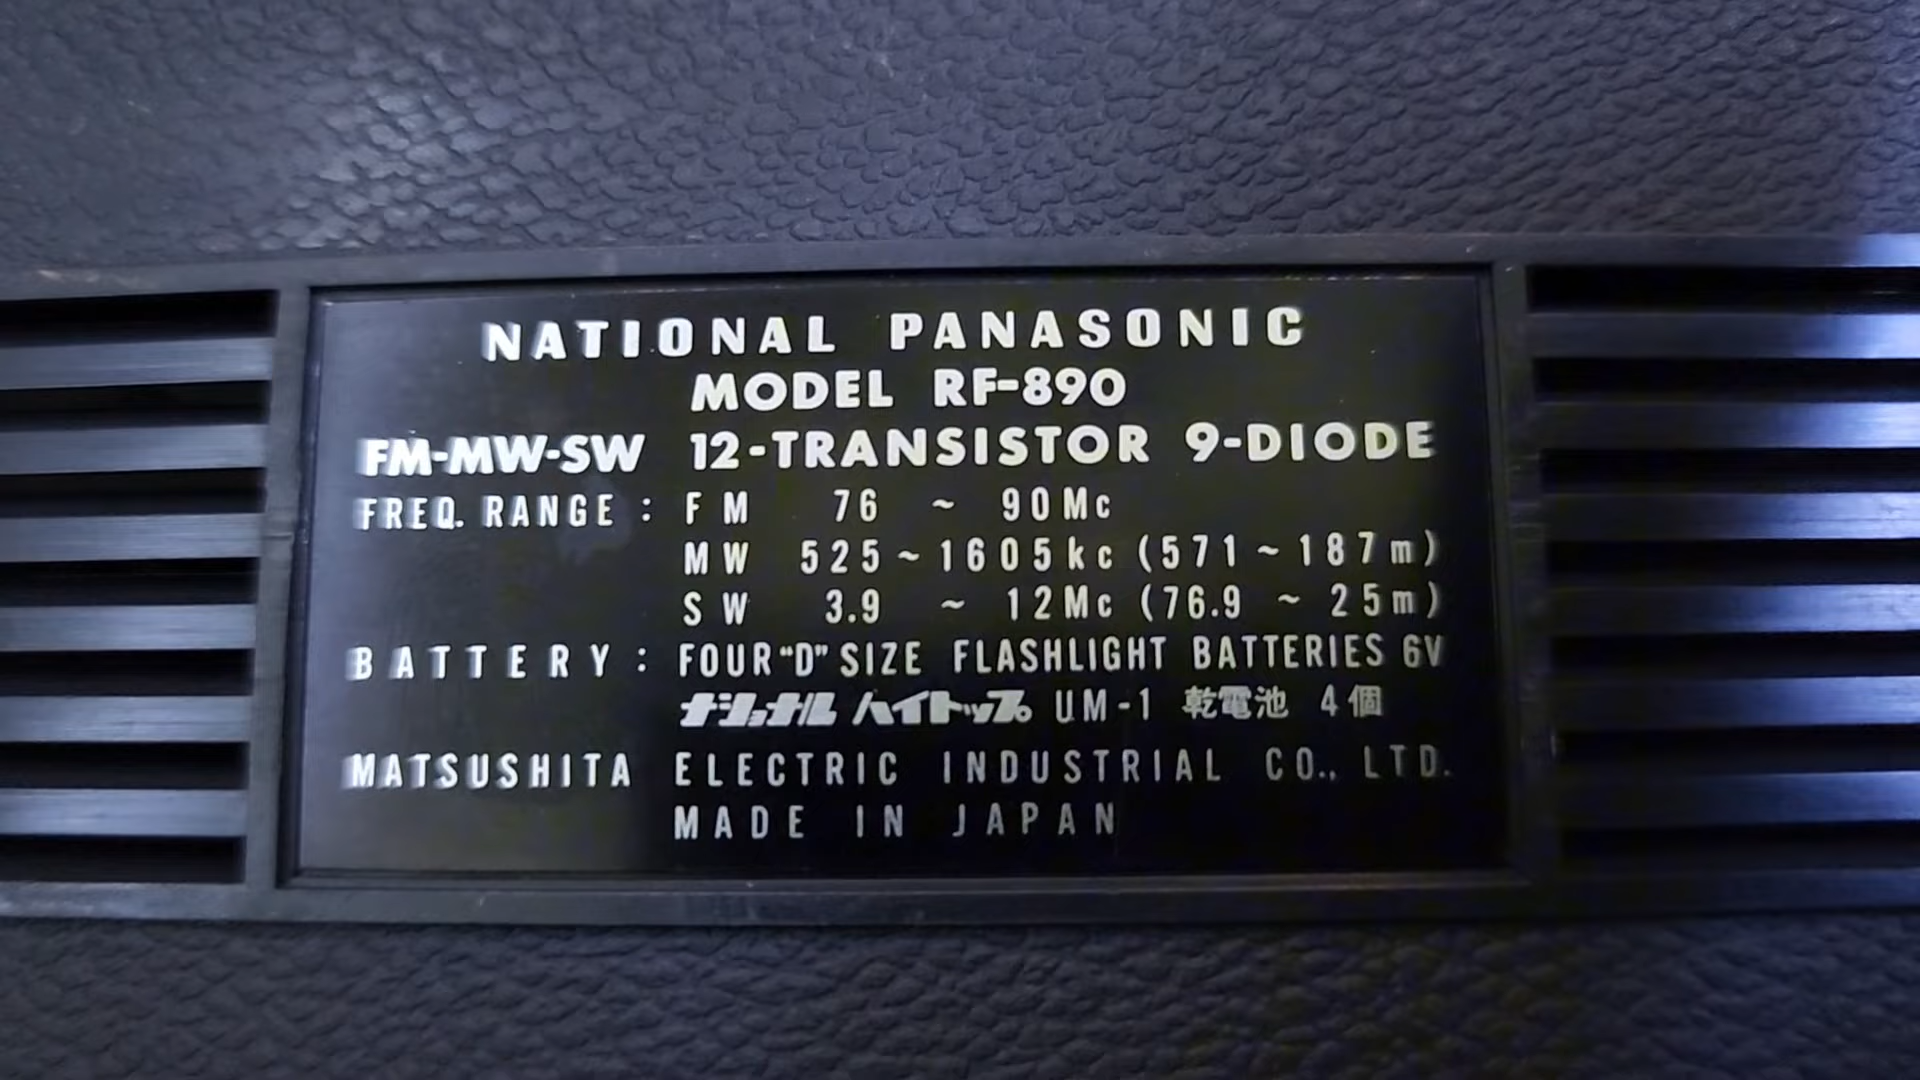 NATIONAL PANASONIC
MODEL RF-890
FM-MW-SW 12-TRANSISTOR 9-DIODE
FREQ. RANGE : FM 76 ~ 90Mc
MW 525~1605kc (571~187m)
SW 3.9 ~ 12Mc (76.9 ~ 25m)
BATTERY : FOUR "D" SIZE FLASHLIGHT BATTERIES 6V
ナショナル ハイトップ UM-1 乾電池 4個
MATSUSHITA ELECTRIC INDUSTRIAL CO., LTD.
MADE IN JAPAN